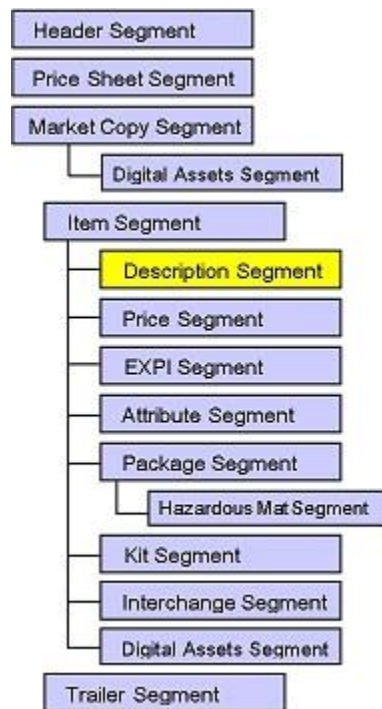 Header Segment
Price Sheet Segment
Market Copy Segment
Digital Assets Segment
Item Segment
Description Segment
Price Segment
EXPI Segment
Attribute Segment
Package Segment
Hazardous Mat Segment
Kit Segment
Interchange Segment
Digital Assets Segment
Trailer Segment